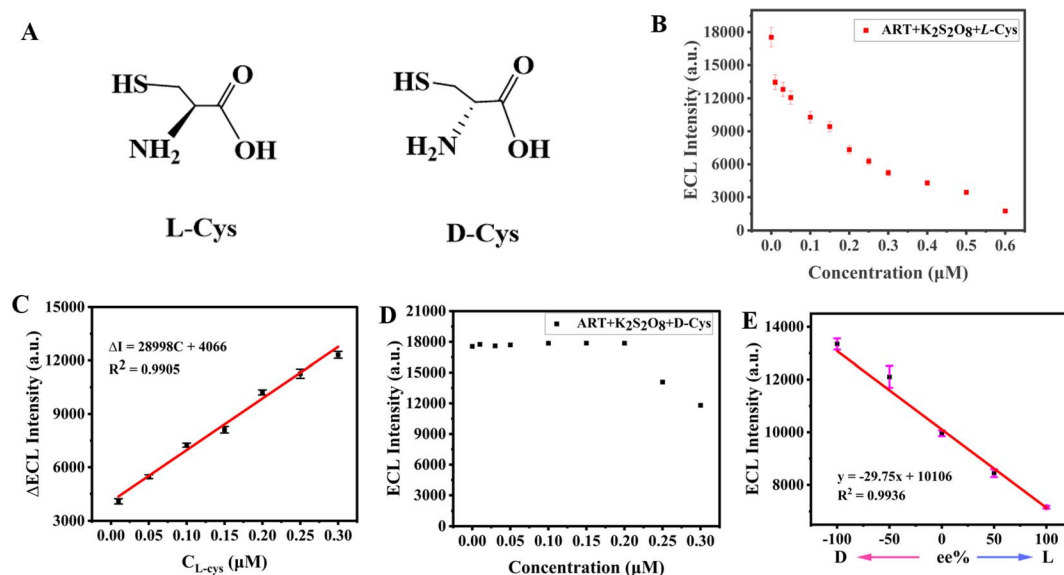 A
HS
O
NH2
OH
L-Cys
HS
O
H2N
OH
D-Cys
B
ART+K2S2O8+L-Cys
ECL Intensity (a.u.)
18000
15000
12000
9000
6000
3000
0
0.0 0.1 0.2 0.3 0.4 0.5 0.6
Concentration (μM)
C
ΔI = 28998C + 4066
R2 = 0.9905
ΔECL Intensity (a.u.)
15000
12000
9000
6000
3000
0.00 0.05 0.10 0.15 0.20 0.25 0.30
CL-cys (μM)
D
ART+K2S2O8+D-Cys
ECL Intensity (a.u.)
21000
18000
15000
12000
9000
6000
3000
0
0.00 0.05 0.10 0.15 0.20 0.25 0.30
Concentration (μM)
E
ECL Intensity (a.u.)
14000
12000
10000
8000
y = -29.75x + 10106
R2 = 0.9936
-100 -50 0 50 100
D ee% L